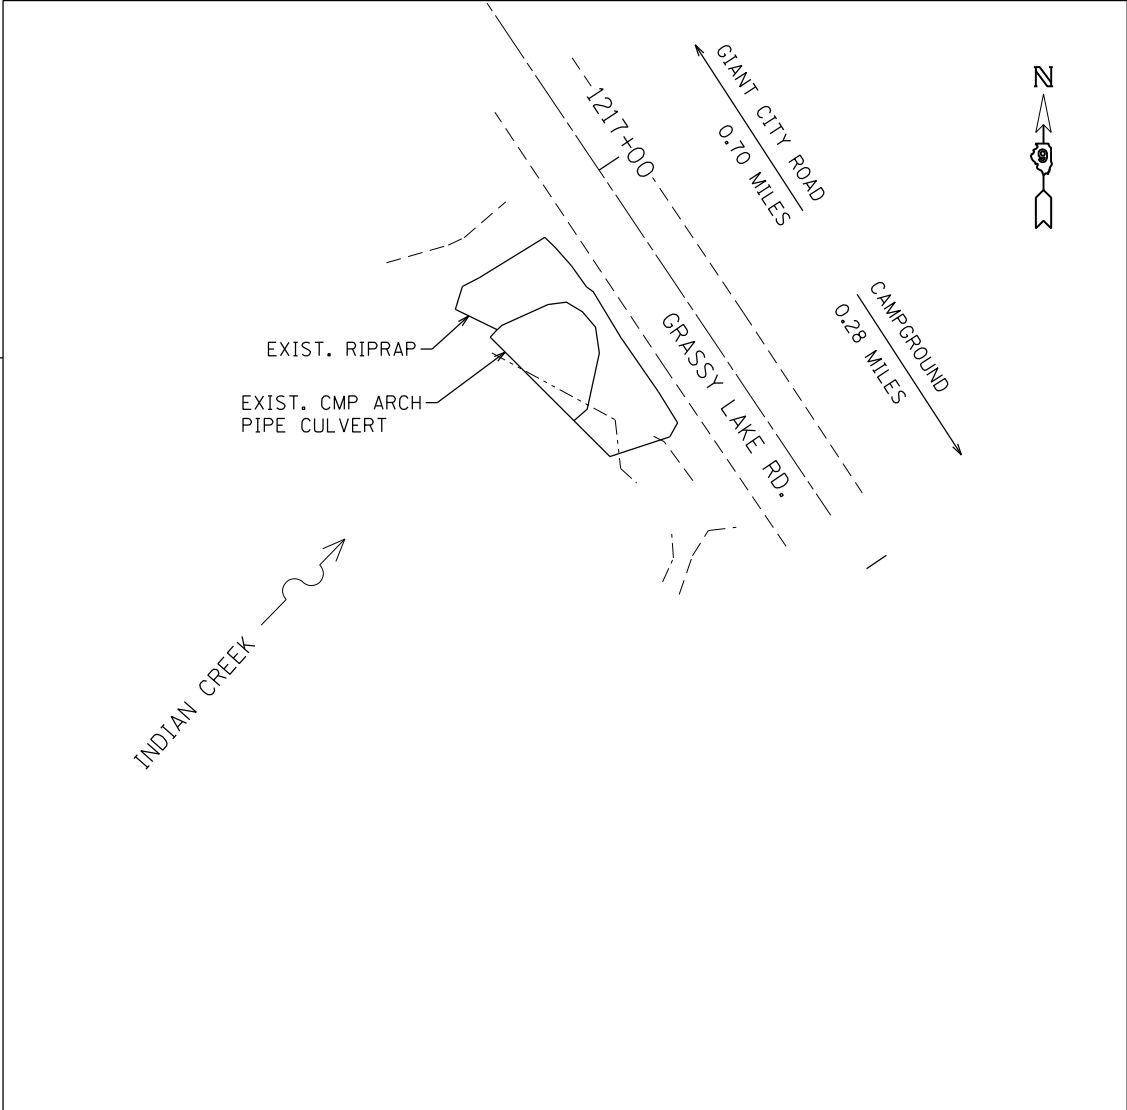 N
9
1217+00
GIANT CITY ROAD
0.70 MILES
CAMPGROUND
0.28 MILES
GRASSY LAKE RD.
EXIST. RIPRAP
EXIST. CMP ARCH
PIPE CULVERT
INDIAN CREEK